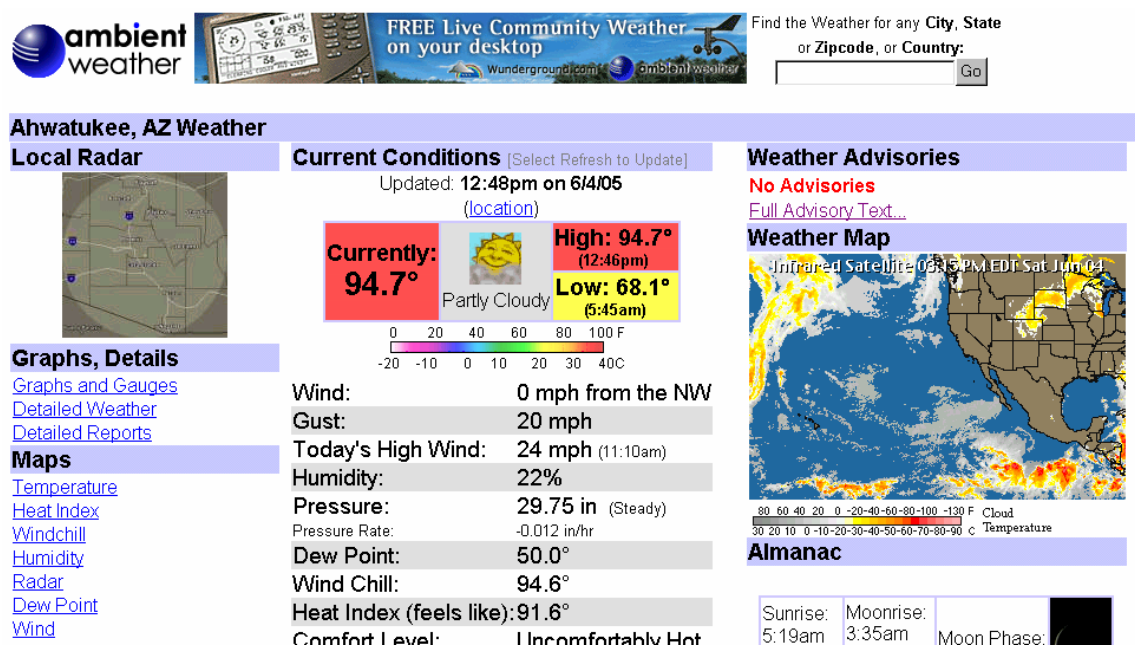 ambient
weather
FREE Live Community Weather
on your desktop
Wunderground.com
ambient weather
Find the Weather for any City, State
or Zipcode, or Country:
Go
Ahwatukee, AZ Weather
Local Radar
Graphs, Details
Graphs and Gauges
Detailed Weather
Detailed Reports
Maps
Temperature
Heat Index
Windchill
Humidity
Radar
Dew Point
Wind
Current Conditions [Select Refresh to Update]
Updated: 12:48pm on 6/4/05
(location)
Currently:
94.7°
Partly Cloudy
High: 94.7°
(12:46pm)
Low: 68.1°
(5:45am)
0 20 40 60 80 100 F
-20 -10 0 10 20 30 40C
Wind: 0 mph from the NW
Gust: 20 mph
Today's High Wind: 24 mph (11:10am)
Humidity: 22%
Pressure: 29.75 in (Steady)
Pressure Rate: -0.012 in/hr
Dew Point: 50.0°
Wind Chill: 94.6°
Heat Index (feels like): 91.6°
Comfort Level: Uncomfortably Hot
Weather Advisories
No Advisories
Full Advisory Text...
Weather Map
Infrared Satellite 03:15 PM EDT Sat Jun 04
80 60 40 20 0 -20-40-60-80-100 -130 F Cloud
30 20 10 0 -10-20-30-40-50-60-70-80-90 C Temperature
Almanac
Sunrise:
5:19am
Moonrise:
3:35am
Moon Phase: